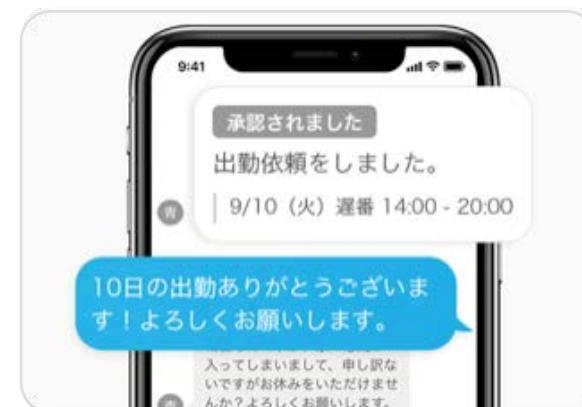 9:41
承認されました
出勤依頼をしました。
青
9/10（火）遅番 14:00 - 20:00
10日の出勤ありがとうございま
す！よろしくお願いします。
入ってしまいまして、申し訳な
いですがお休みをいただけませ
んか？よろしくお願いします。